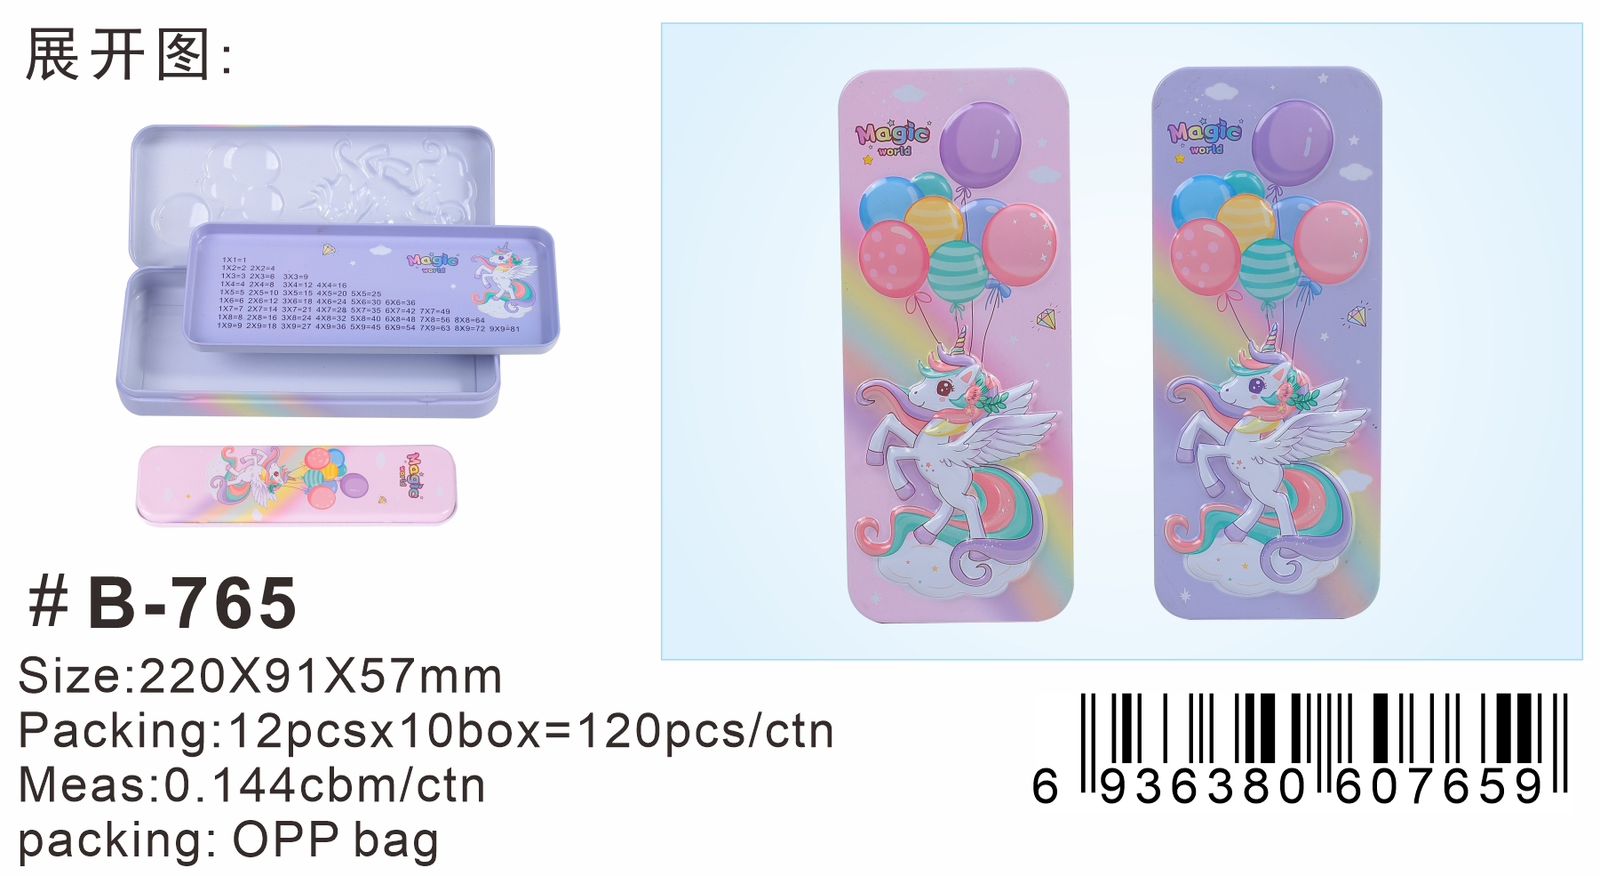 展开图:
1X1=1
1X2=2 2X2=4
1X3=3 2X3=6 3X3=9
1X4=4 2X4=8 3X4=12 4X4=16
1X5=5 2X5=10 3X5=15 4X5=20 5X5=25
1X6=6 2X6=12 3X6=18 4X6=24 5X6=30 6X6=36
1X7=7 2X7=14 3X7=21 4X7=28 5X7=35 6X7=42 7X7=49
1X8=8 2X8=16 3X8=24 4X8=32 5X8=40 6X8=48 7X8=56 8X8=64
1X9=9 2X9=18 3X9=27 4X9=36 5X9=45 6X9=54 7X9=63 8X9=72 9X9=81
Magic
world
Magic
world
Magic
world
Magic
world
#B-765
Size:220X91X57mm
Packing:12pcsx10box=120pcs/ctn
Meas:0.144cbm/ctn
packing: OPP bag
6 936380 607659